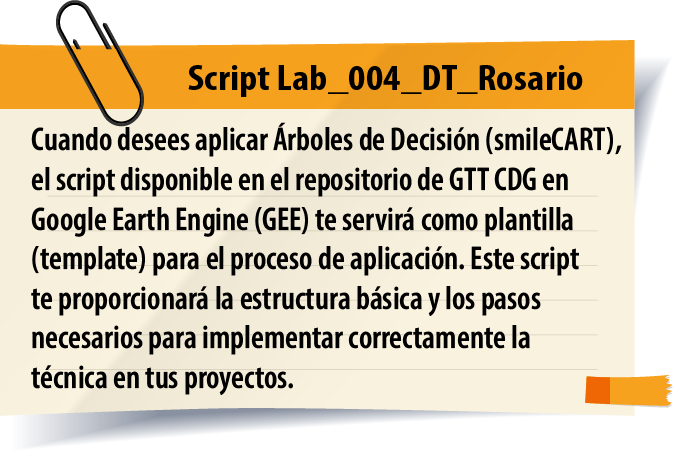 Script Lab_004_DT_Rosario
Cuando desees aplicar Árboles de Decisión (smileCART),
el script disponible en el repositorio de GTT CDG en
Google Earth Engine (GEE) te servirá como plantilla
(template) para el proceso de aplicación. Este script
te proporcionará la estructura básica y los pasos
necesarios para implementar correctamente la
técnica en tus proyectos.